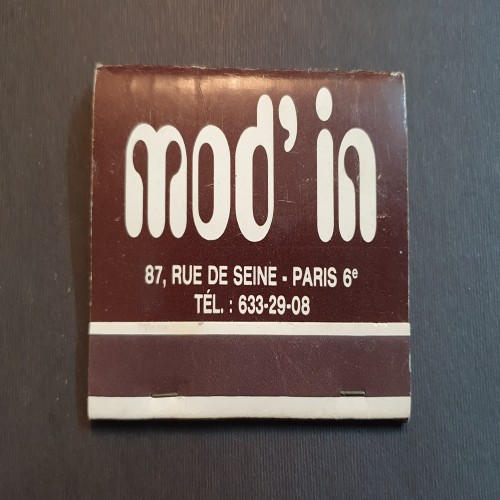 mod' in
87, RUE DE SEINE - PARIS 6e
TÉL. : 633-29-08